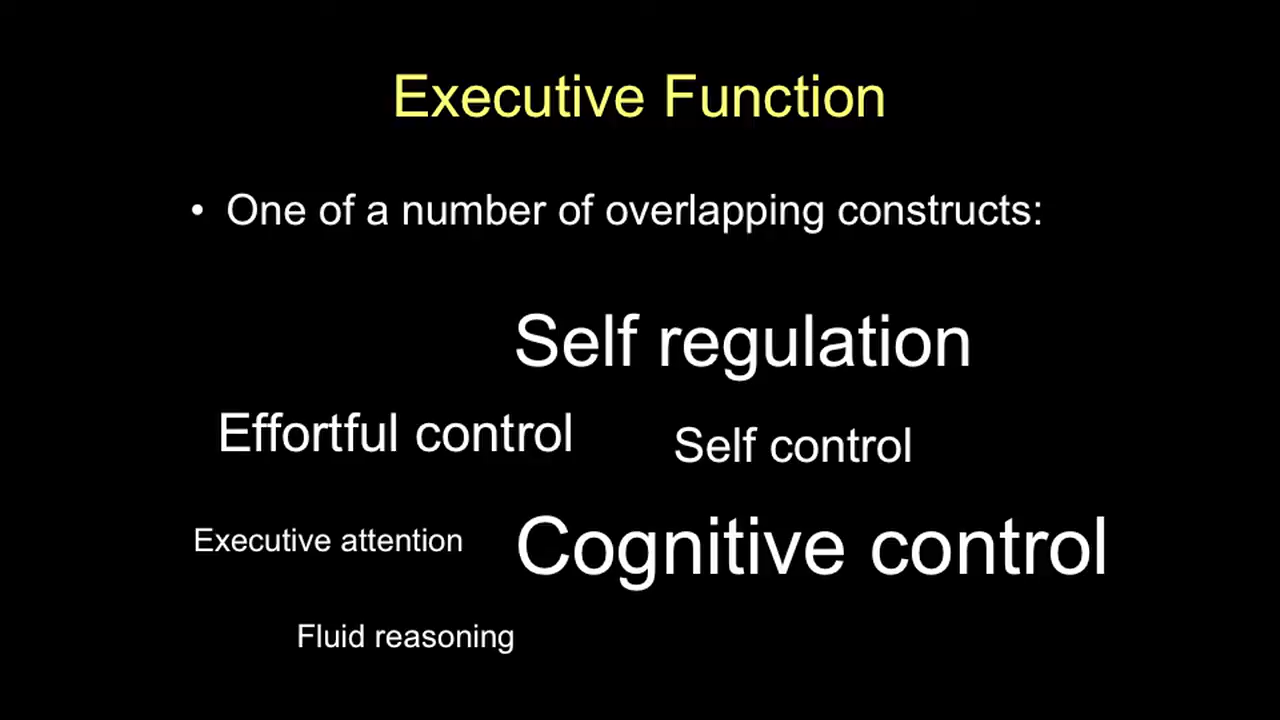 Executive Function
• One of a number of overlapping constructs:
Self regulation
Effortful control
Self control
Executive attention
Cognitive control
Fluid reasoning